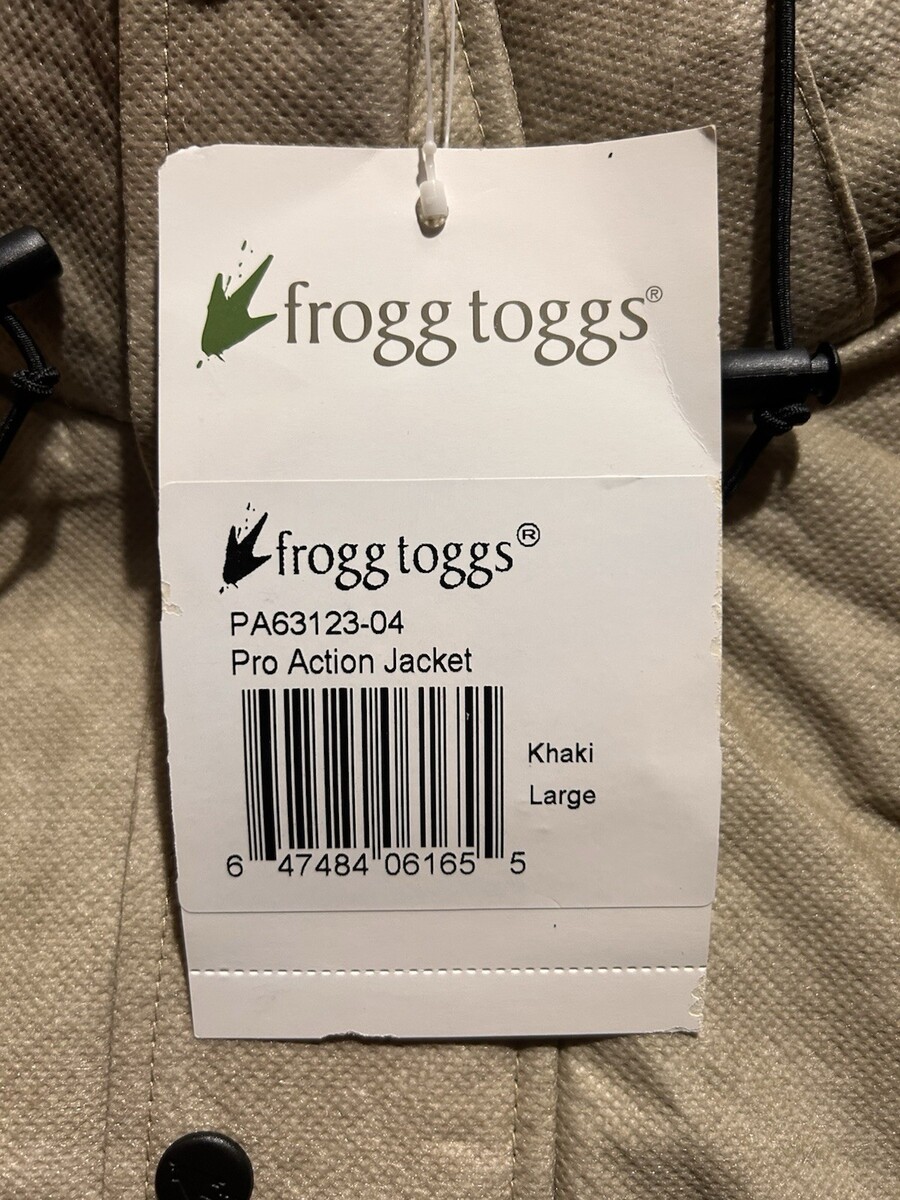 frogg toggs®
frogg toggs®
PA63123-04
Pro Action Jacket
Khaki
Large
6 47484 06165 5